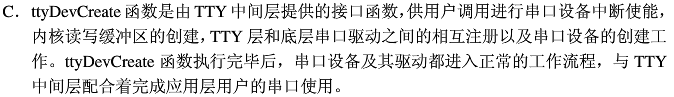 C. ttyDevCreate 函数是由 TTY 中间层提供的接口函数,供用户调用进行串口设备中断使能,
内核读写缓冲区的创建,TTY 层和底层串口驱动之间的相互注册以及串口设备的创建工
作。ttyDevCreate 函数执行完毕后，串口设备及其驱动都进入正常的工作流程，与 TTY
中间层配合着完成应用层用户的串口使用。